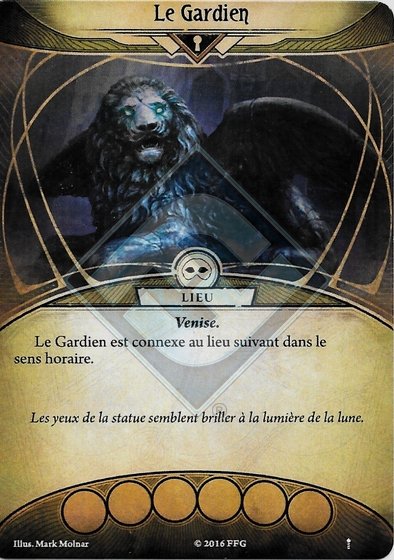 Le Gardien
LIEU
Venise.
Le Gardien est connexe au lieu suivant dans le
sens horaire.
Les yeux de la statue semblent briller à la lumière de la lune.
Illus. Mark Molnar
© 2016 FFG